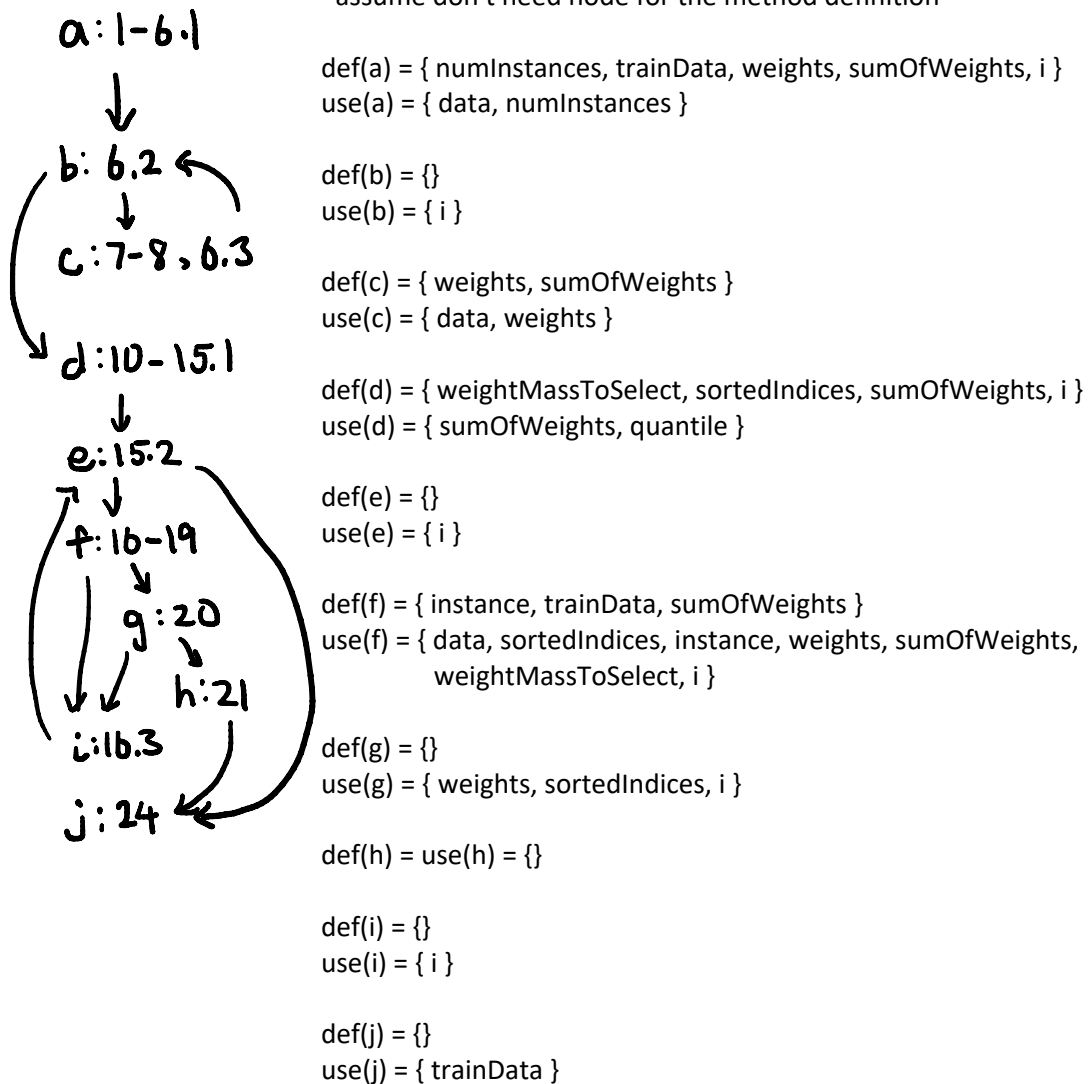 assume don't need node for the method definition
a: 1-6.1
b: 6.2
c: 7-8, 6.3
d: 10-15.1
e: 15.2
f: 16-19
g: 20
h: 21
i: 16.3
j: 24
def(a) = { numInstances, trainData, weights, sumOfWeights, i }
use(a) = { data, numInstances }
def(b) = {}
use(b) = { i }
def(c) = { weights, sumOfWeights }
use(c) = { data, weights }
def(d) = { weightMassToSelect, sortedIndices, sumOfWeights, i }
use(d) = { sumOfWeights, quantile }
def(e) = {}
use(e) = { i }
def(f) = { instance, trainData, sumOfWeights }
use(f) = { data, sortedIndices, instance, weights, sumOfWeights,
weightMassToSelect, i }
def(g) = {}
use(g) = { weights, sortedIndices, i }
def(h) = use(h) = {}
def(i) = {}
use(i) = { i }
def(j) = {}
use(j) = { trainData }